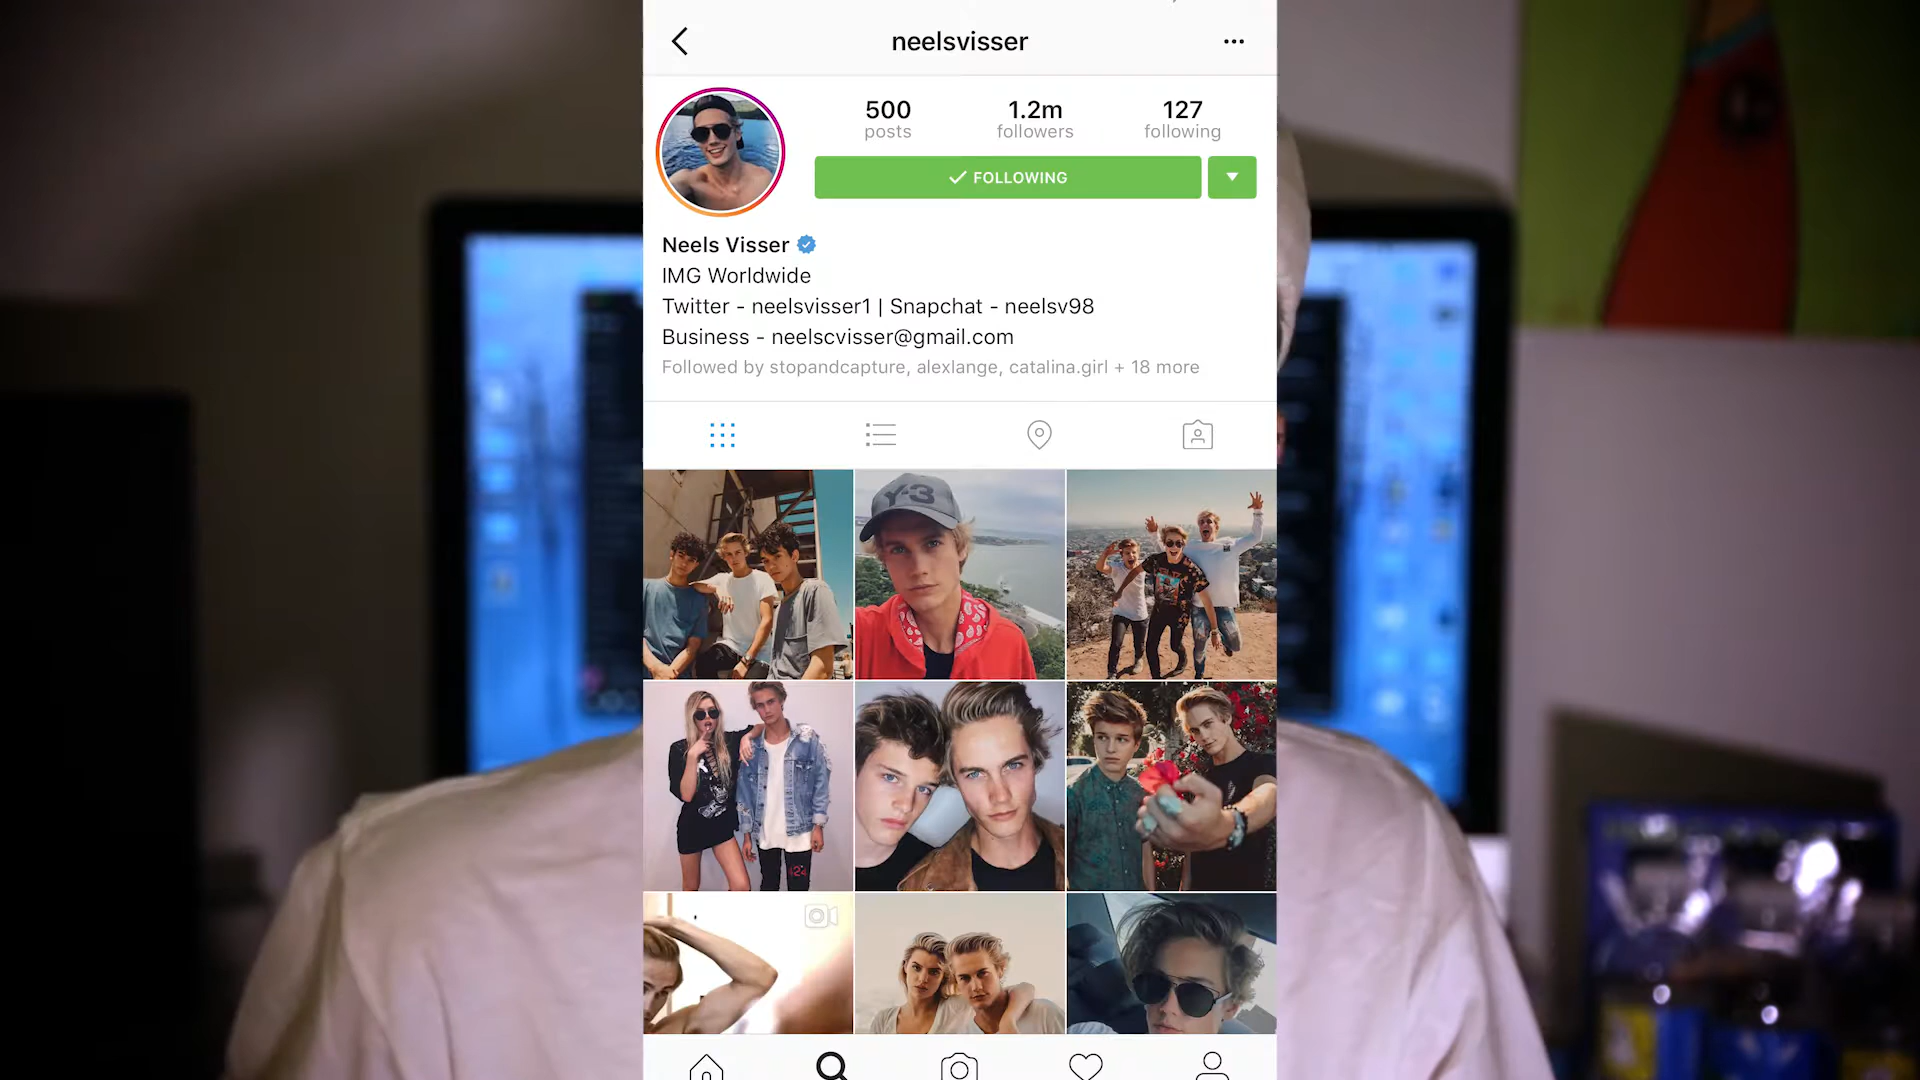 neelsvisser
500
1.2m
127
posts
followers
following
FOLLOWING
Neels Visser
IMG Worldwide
Twitter - neelsvisser1 | Snapchat - neelsv98
Business - neelscvisser@gmail.com
Followed by stopandcapture, alexlange, catalina.girl + 18 more
Y-3
424